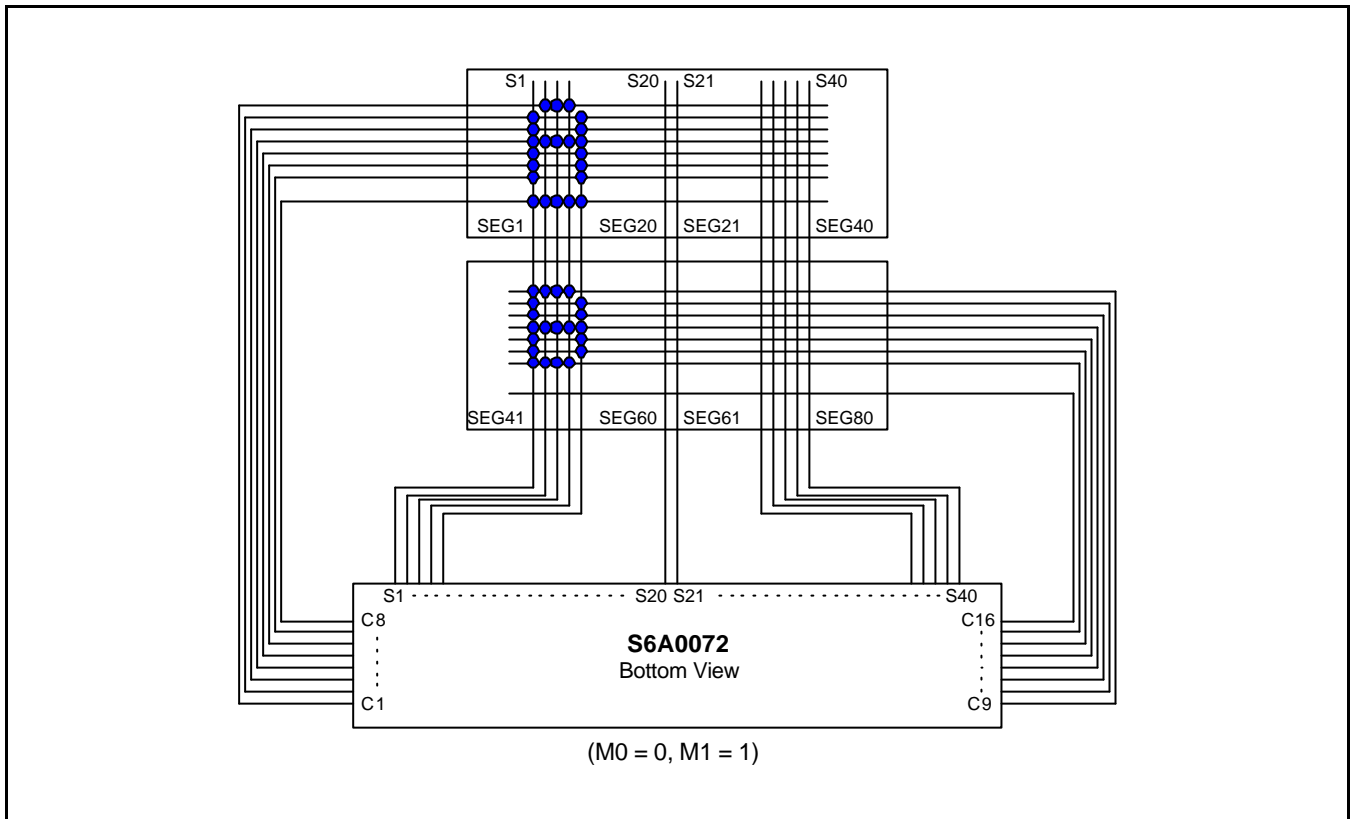 S1 S20 S21 S40
SEG1 SEG20 SEG21 SEG40
SEG41 SEG60 SEG61 SEG80
S1 S20 S21 S40
C8 C16
S6A0072
Bottom View
C1 C9
(M0 = 0, M1 = 1)